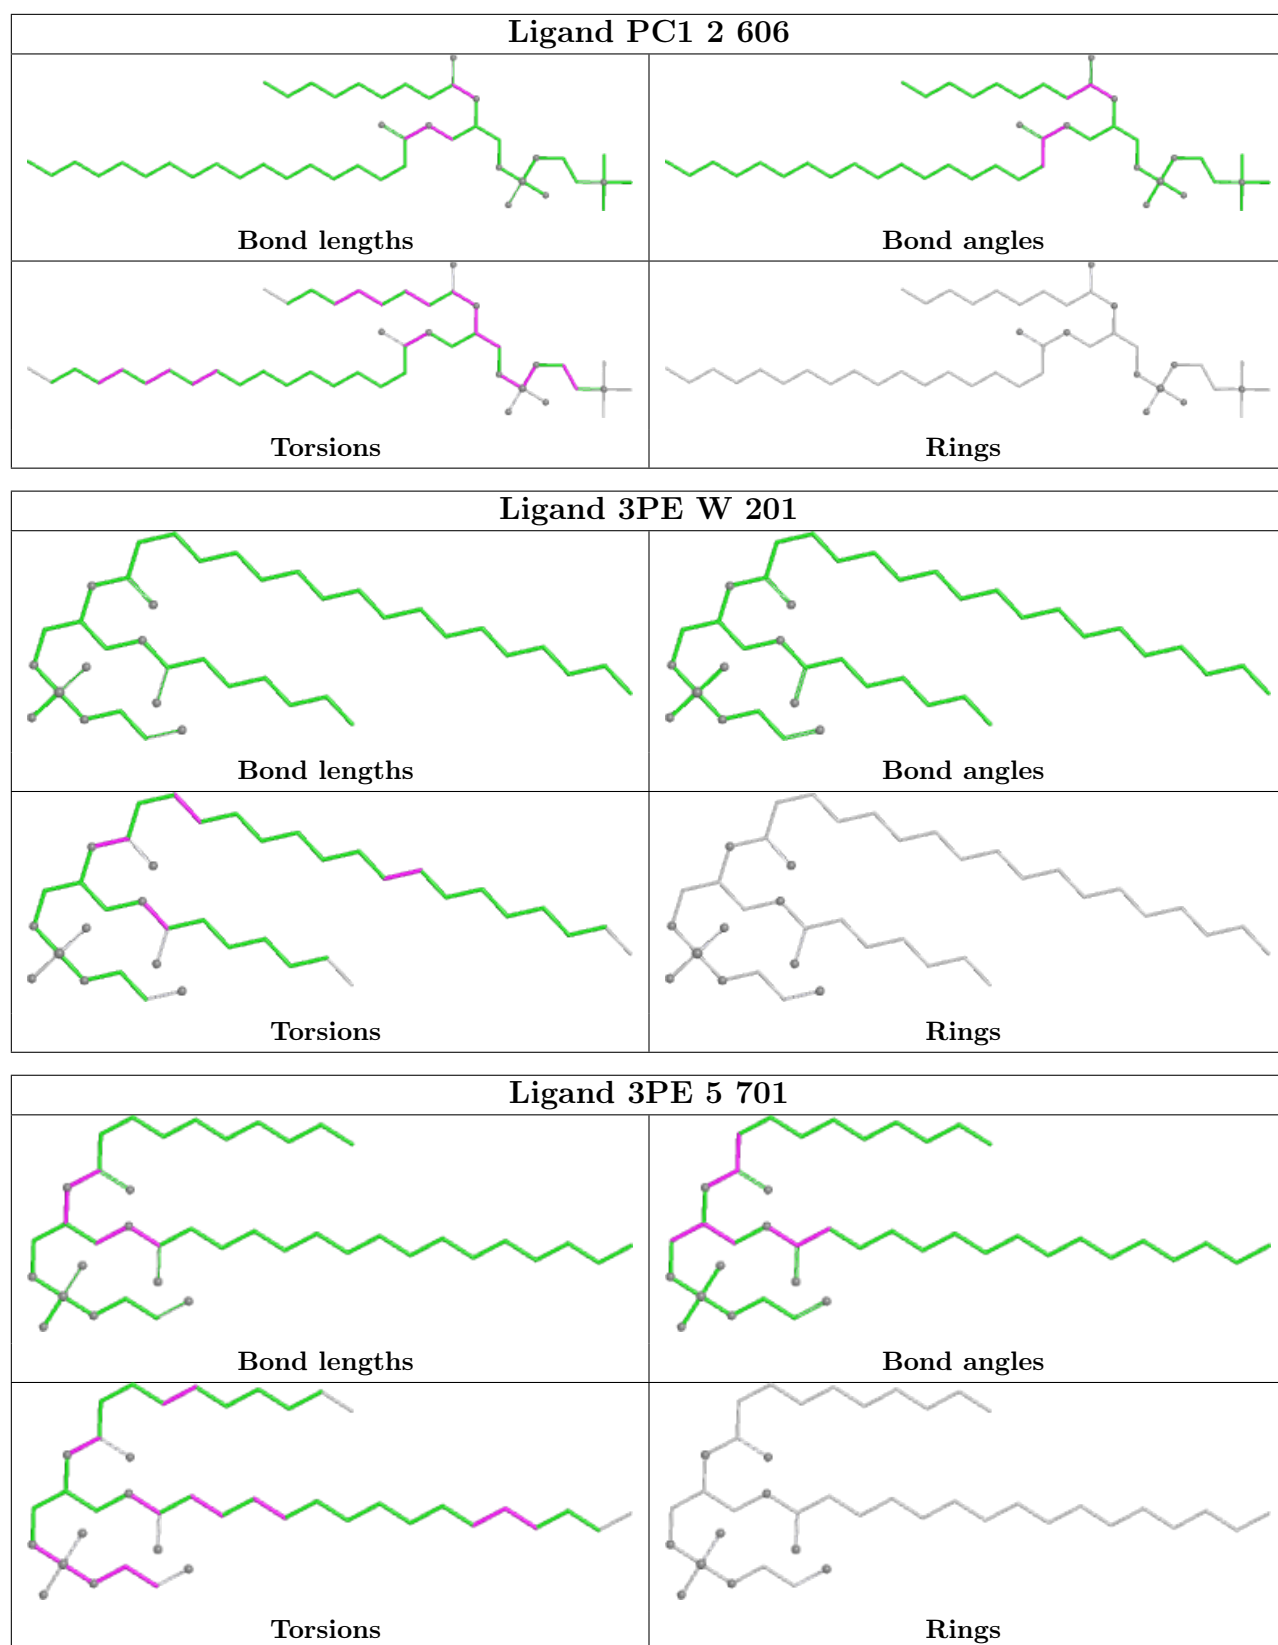 Ligand PC1 2 606
Bond lengths
Bond angles
Torsions
Rings
Ligand 3PE W 201
Bond lengths
Bond angles
Torsions
Rings
Ligand 3PE 5 701
Bond lengths
Bond angles
Torsions
Rings